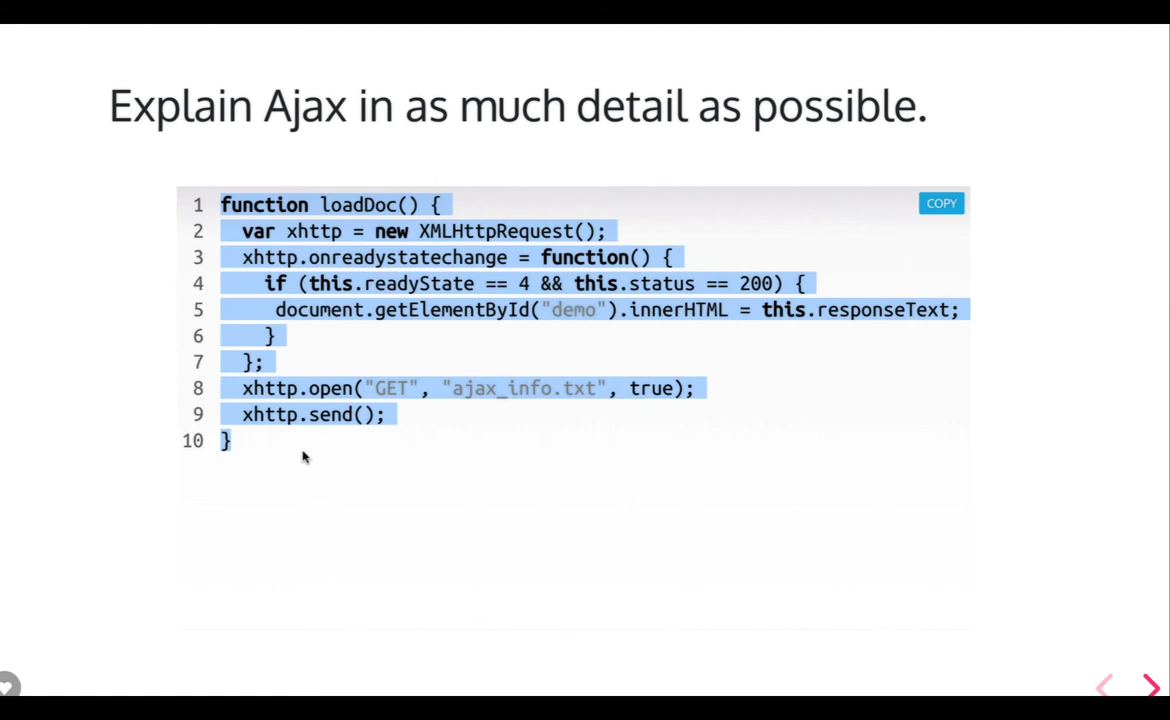 Explain Ajax in as much detail as possible.
COPY
1 function loadDoc() {
2   var xhttp = new XMLHttpRequest();
3   xhttp.onreadystatechange = function() {
4     if (this.readyState == 4 && this.status == 200) {
5      document.getElementById("demo").innerHTML = this.responseText;
6     }
7   };
8   xhttp.open("GET", "ajax_info.txt", true);
9   xhttp.send();
10 }